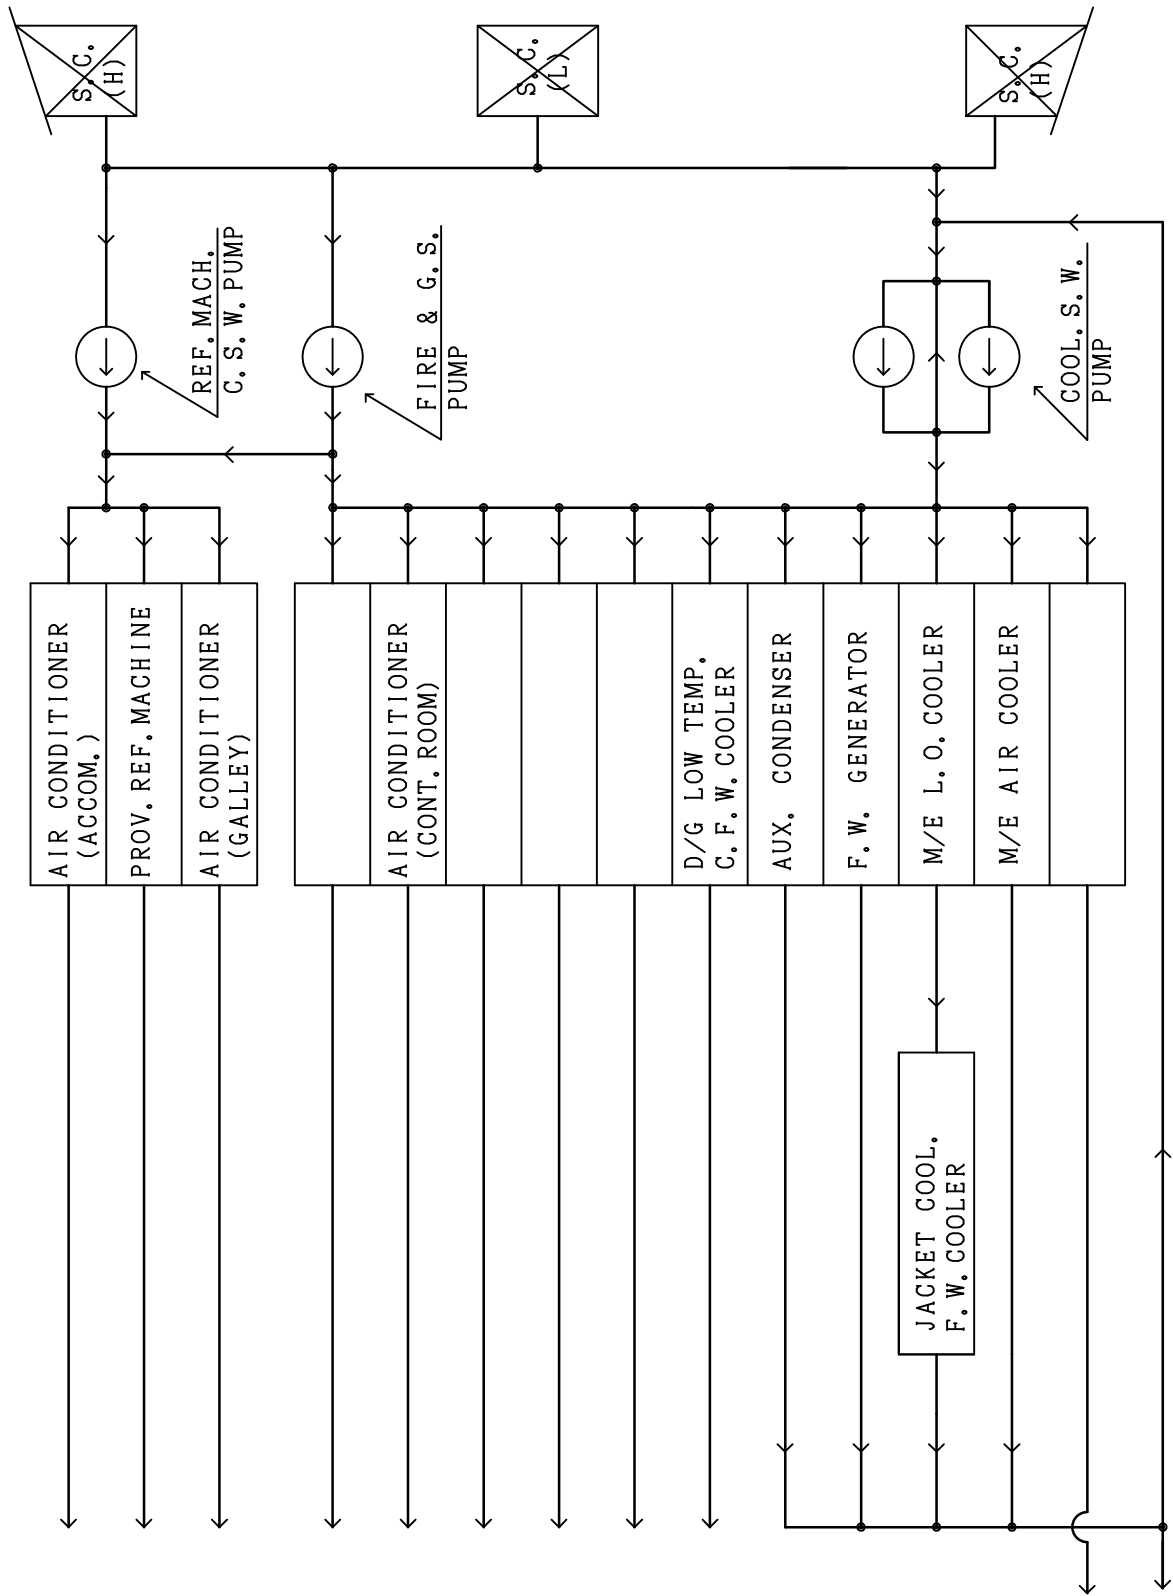 S.C.
(H)
S.C.
(L)
S.C.
(H)
REF.MACH.
C.S.W.PUMP
FIRE & G.S.
PUMP
COOL.S.W.
PUMP
AIR CONDITIONER
(ACCOM.)
PROV.REF.MACHINE
AIR CONDITIONER
(GALLEY)
AIR CONDITIONER
(CONT.ROOM)
D/G LOW TEMP.
C.F.W.COOLER
AUX. CONDENSER
F.W. GENERATOR
M/E L.O.COOLER
M/E AIR COOLER
JACKET COOL.
F.W.COOLER